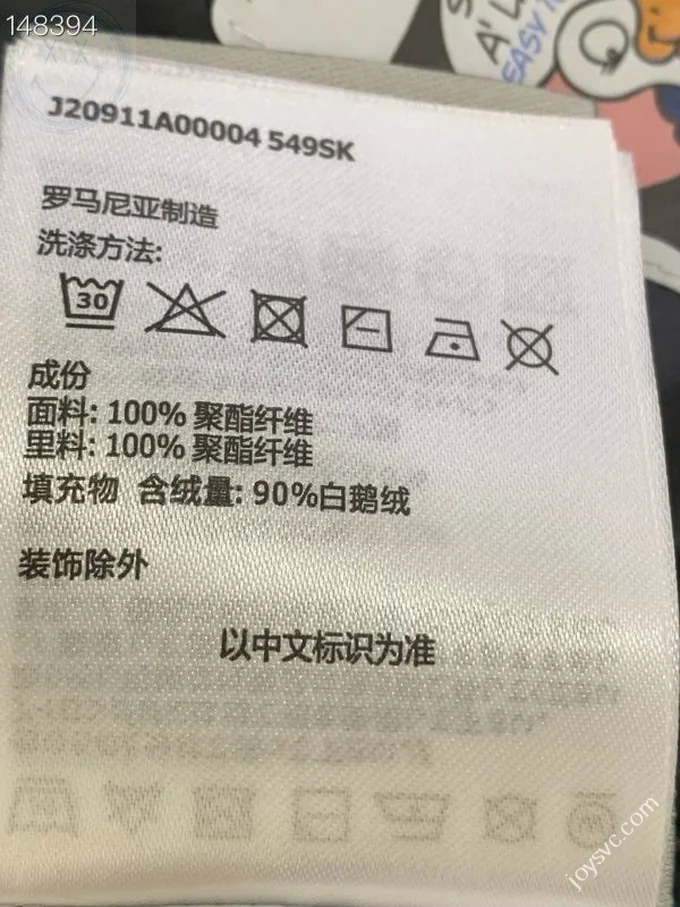 148394
A' L
EASY T
J20911A00004 549SK
罗马尼亚制造
洗涤方法:
30
成份
面料: 100% 聚酯纤维
里料: 100% 聚酯纤维
填充物 含绒量: 90%白鹅绒
装饰除外
以中文标识为准
joysvc.com